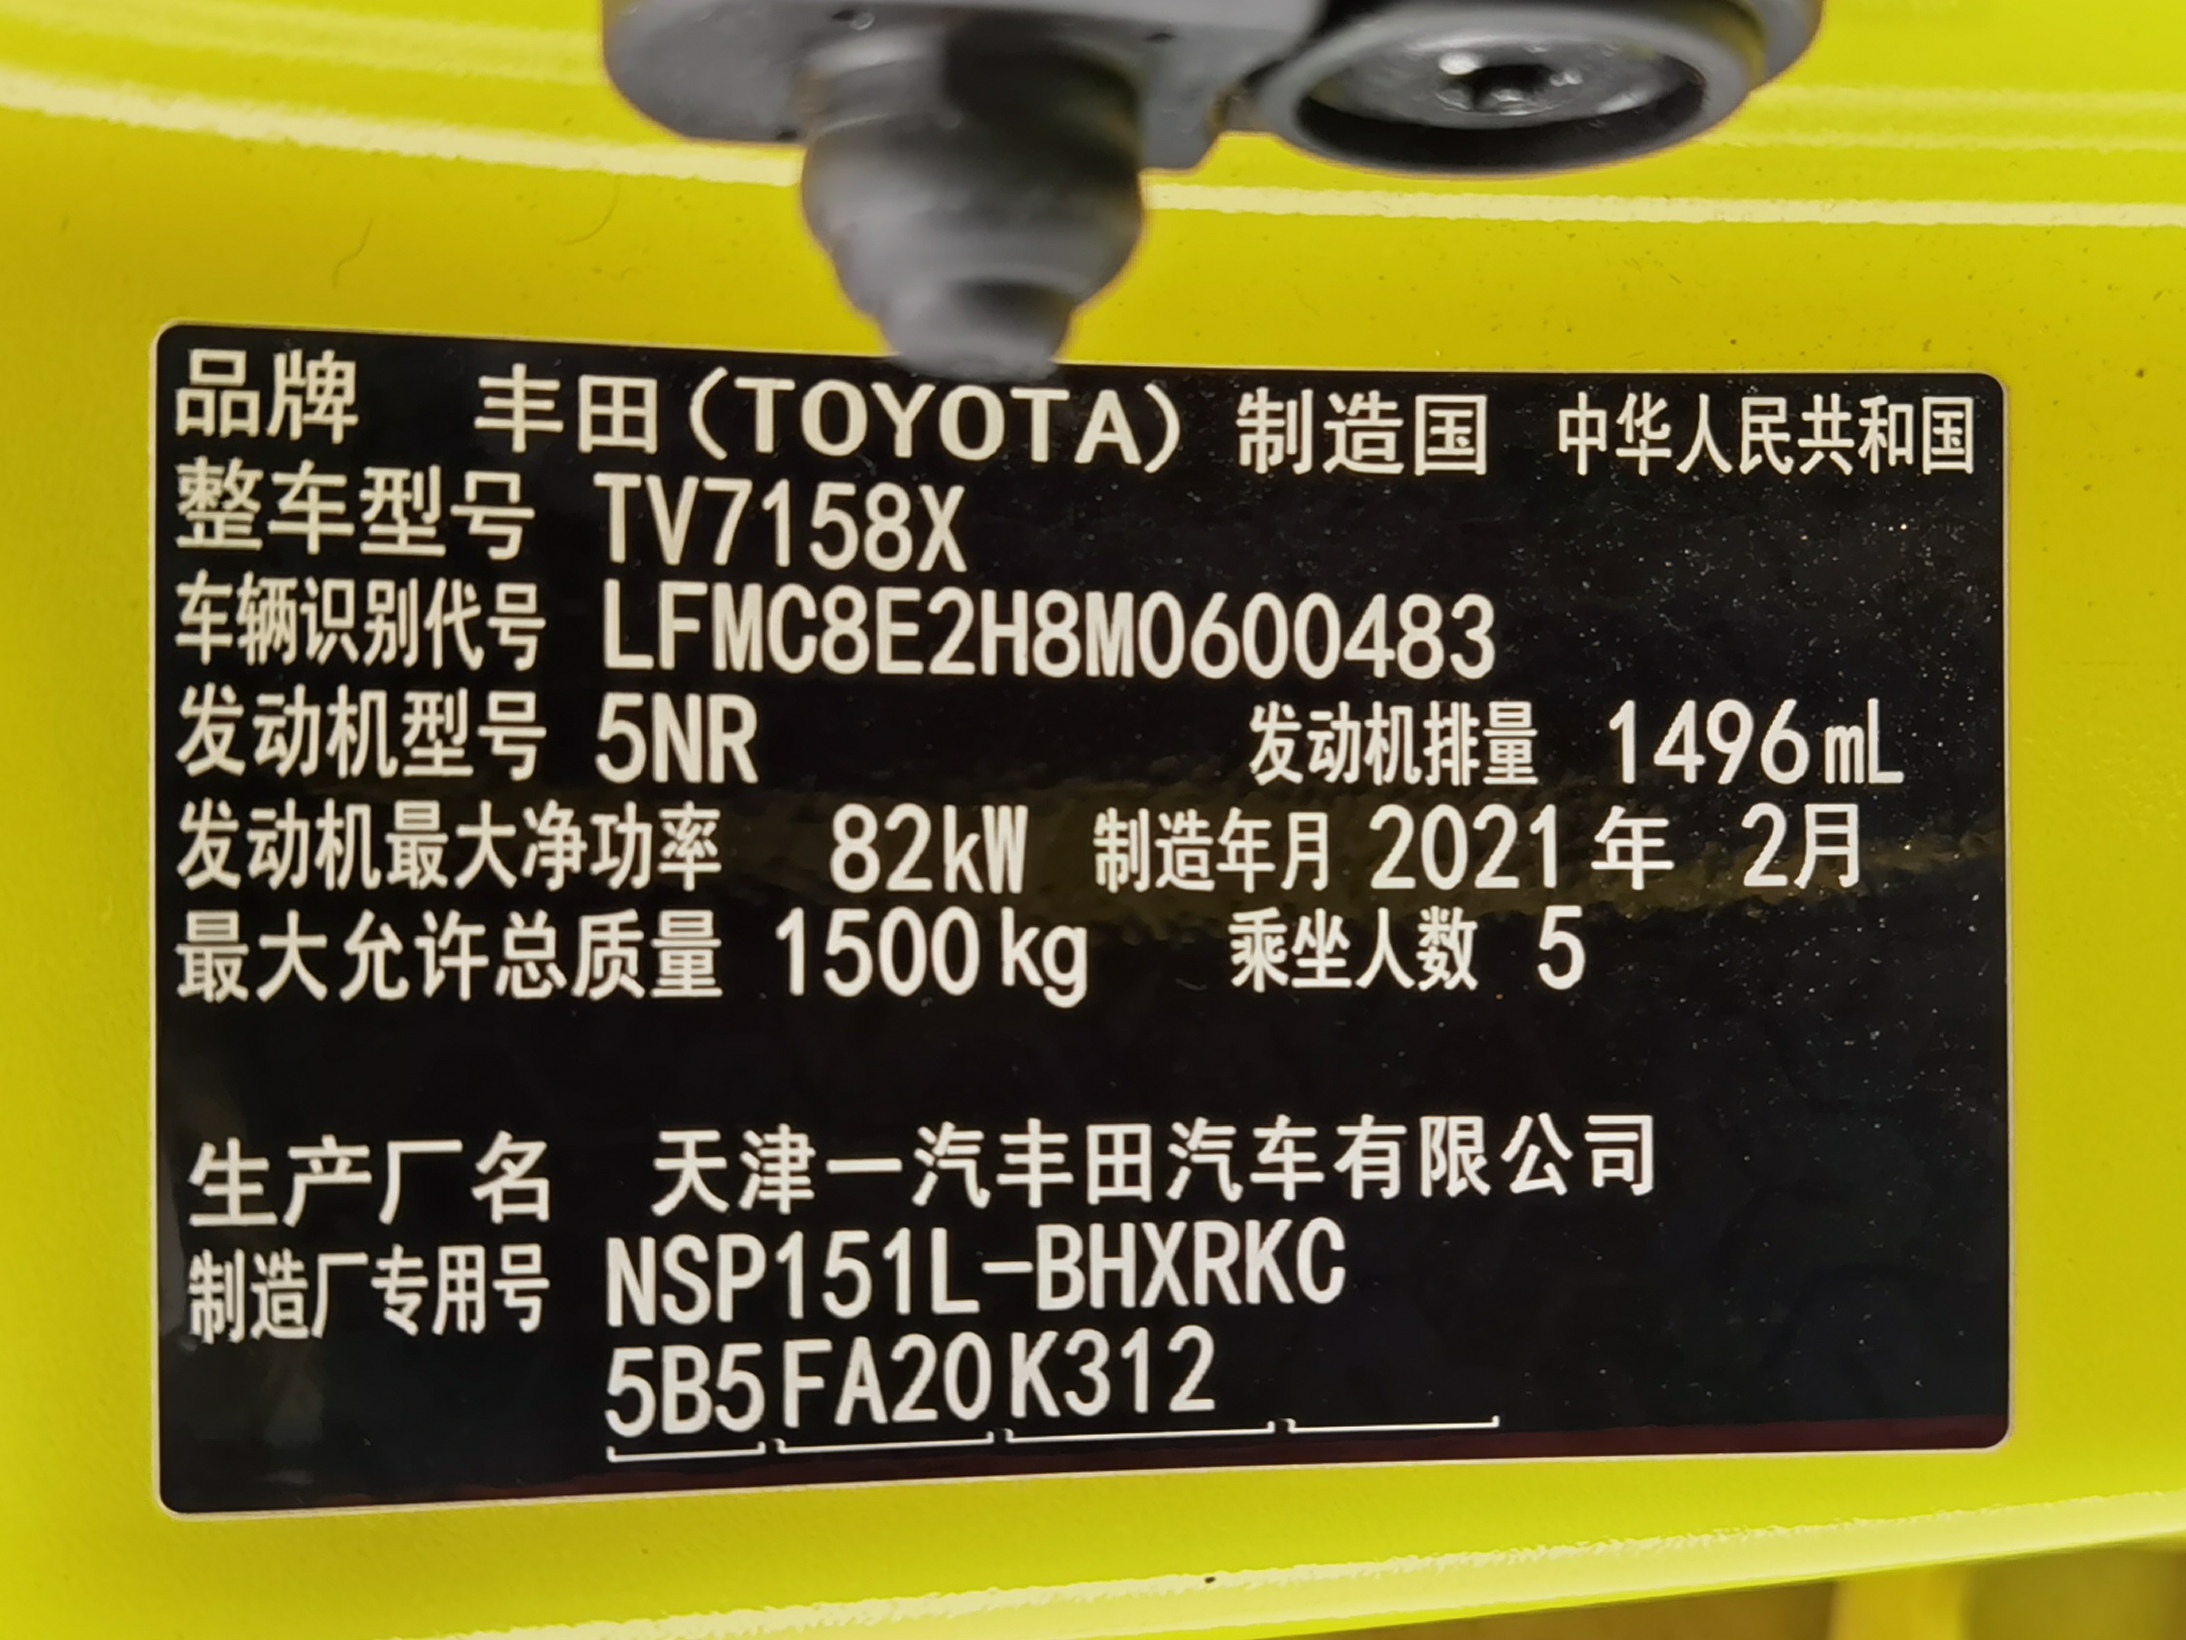 品牌 丰田(TOYOTA) 制造国 中华人民共和国
整车型号 TV7158X
车辆识别代号 LFMC8E2H8M0600483
发动机型号 5NR 发动机排量 1496mL
发动机最大净功率 82kW 制造年月 2021年 2月
最大允许总质量 1500kg 乘坐人数 5
生产厂名 天津一汽丰田汽车有限公司
制造厂专用号 NSP151L-BHXRKC
5B5 FA20 K312